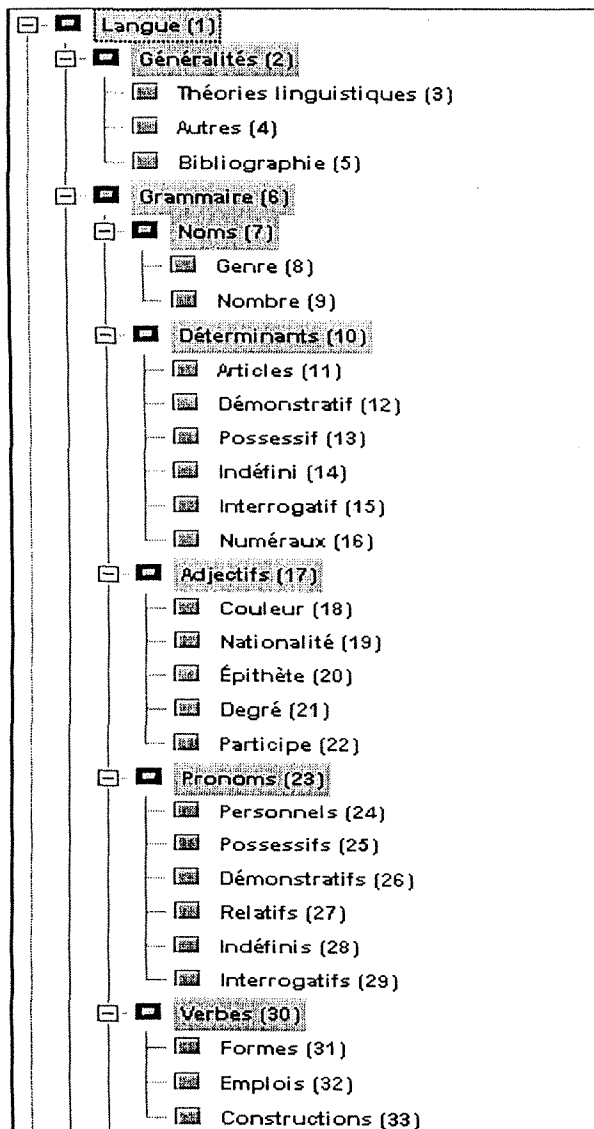 Langue (1)
Généralités (2)
Théories linguistiques (3)
Autres (4)
Bibliographie (5)
Grammaire (6)
Noms (7)
Genre (8)
Nombre (9)
Déterminants (10)
Articles (11)
Démonstratif (12)
Possessif (13)
Indéfini (14)
Interrogatif (15)
Numéraux (16)
Adjectifs (17)
Couleur (18)
Nationalité (19)
Épithète (20)
Degré (21)
Participe (22)
Pronoms (23)
Personnels (24)
Possessifs (25)
Démonstratifs (26)
Relatifs (27)
Indéfinis (28)
Interrogatifs (29)
Verbes (30)
Formes (31)
Emplois (32)
Constructions (33)